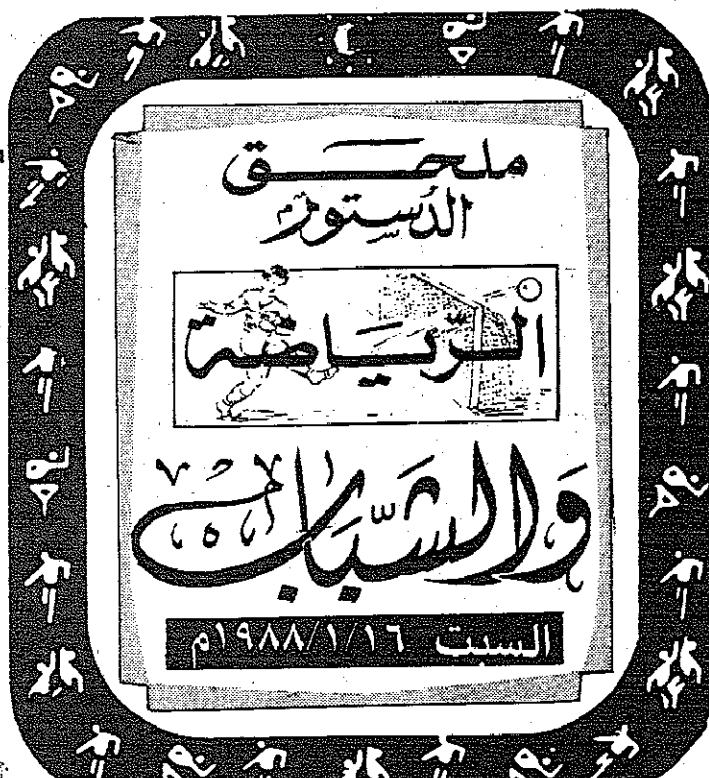 ملحق
الدستور
الرياضة
والشباب
السبت ١٩٨٨/١/١٦م